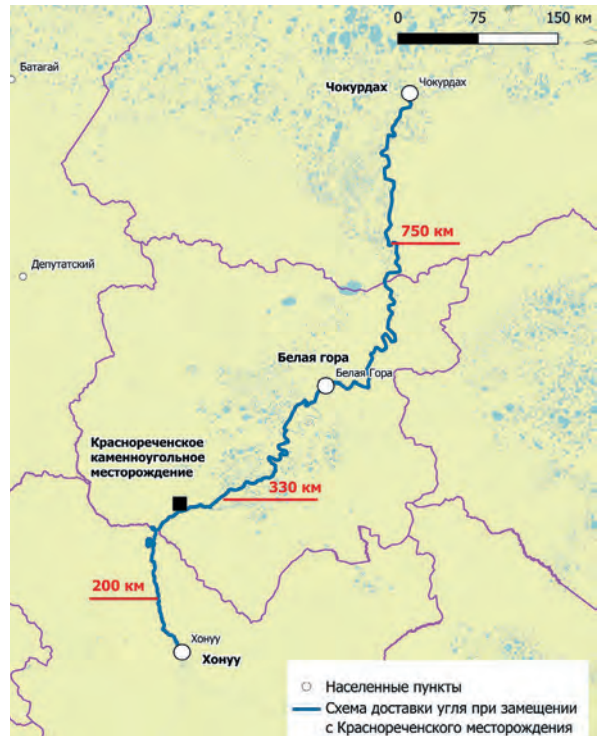 0 75 150 км
Батагай
Чокурдах
Чокурдах
750 км
Депутатский
Белая гора
Белая Гора
Краснореченское
каменноугольное
месторождение
330 км
200 км
Хонуу
Хонуу
Населенные пункты
Схема доставки угля при замещении
с Краснореченского месторождения